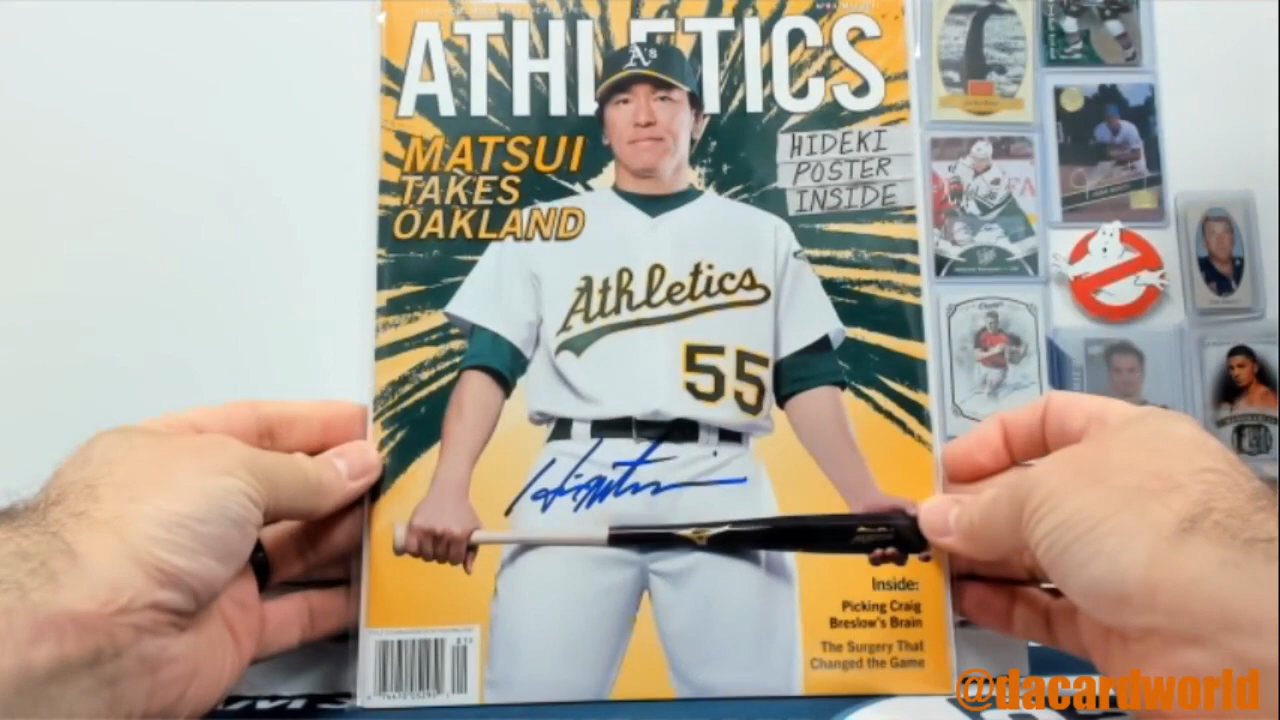 ATHLETICS
A's
MATSUI
TAKES
OAKLAND
HIDEKI
POSTER
INSIDE
Athletics
55
Inside:
Picking Craig
Breslow's Brain
The Surgery That
Changed the Game
@dacardworld